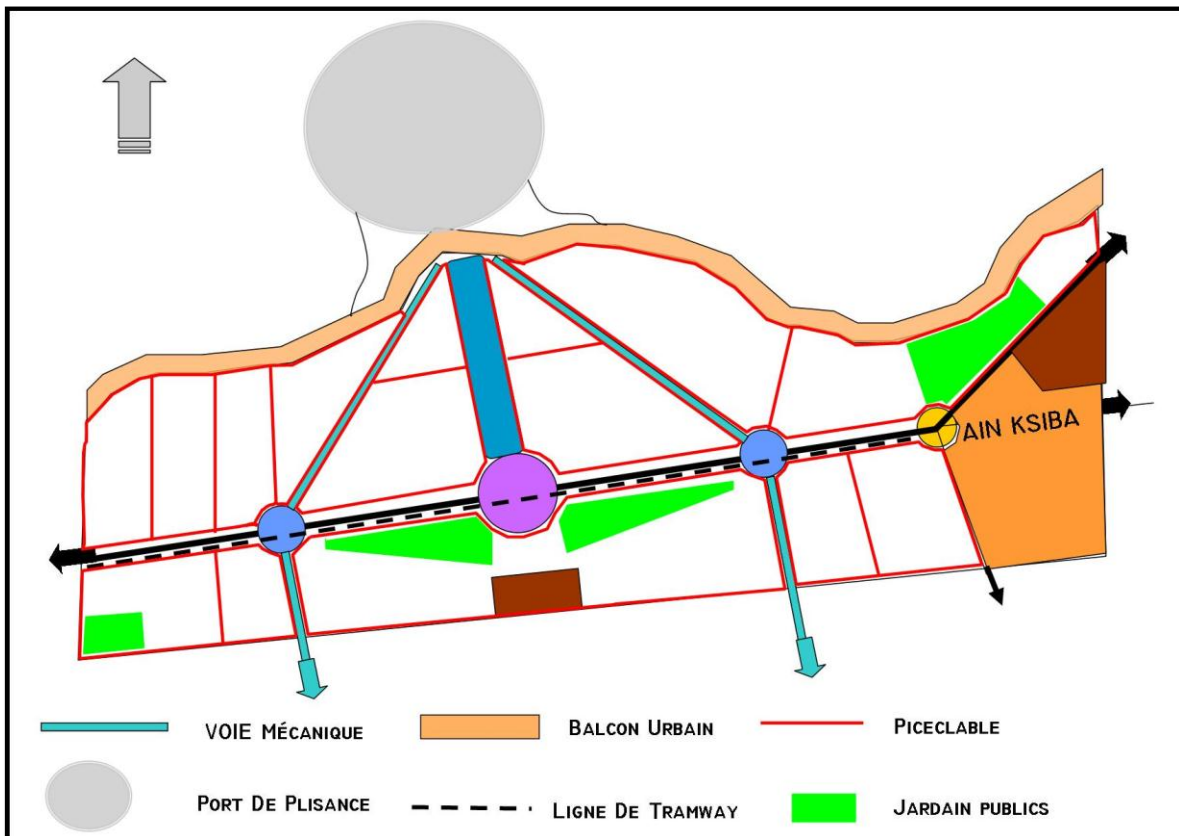 AIN KSIBA
VOIE MÉCANIQUE
BALCON URBAIN
PICECLABLE
PORT DE PLISANCE
LIGNE DE TRAMWAY
JARDAIN PUBLICS